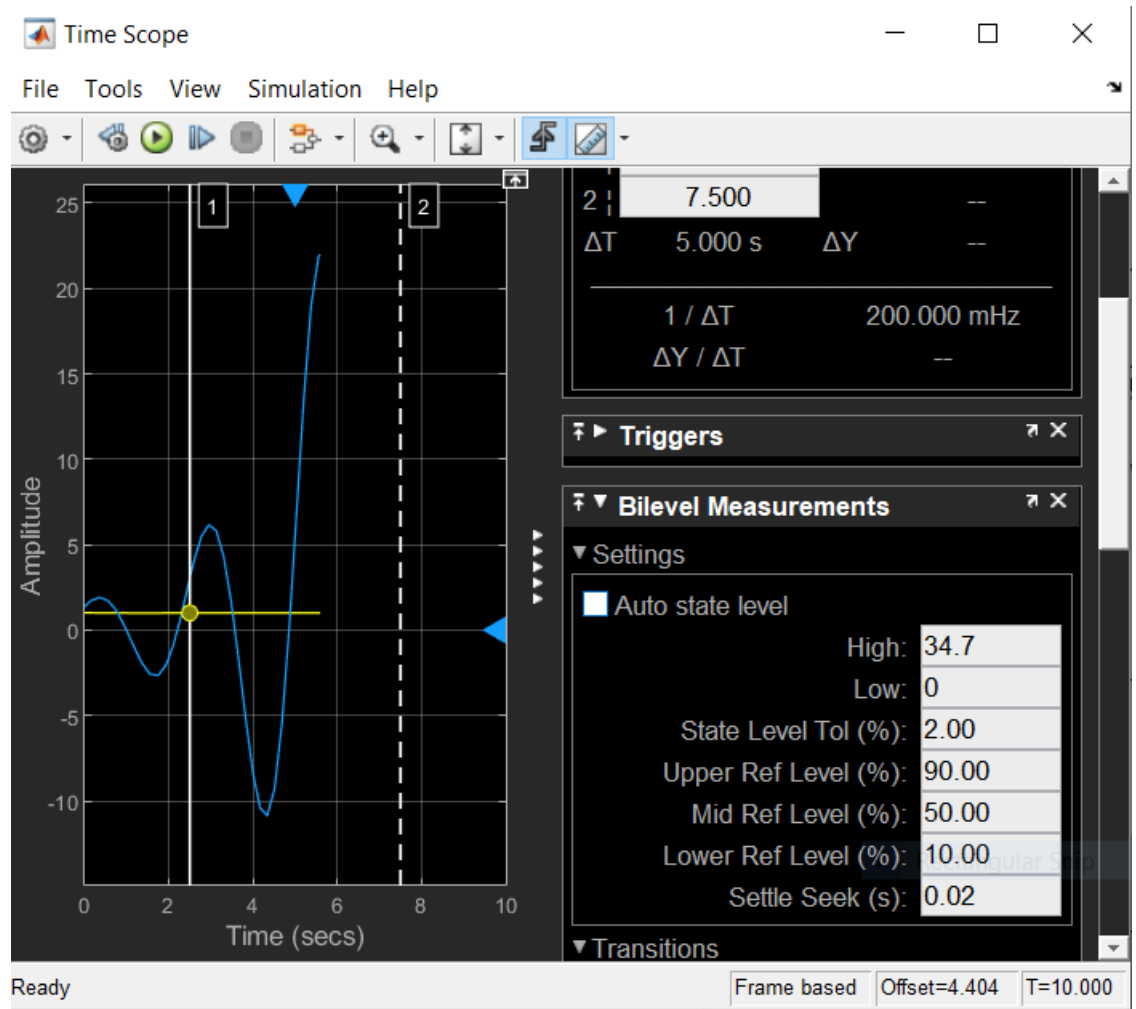 Time Scope
File Tools View Simulation Help
25
20
15
10
5
0
-5
-10
Amplitude
1
2
0 2 4 6 8 10
Time (secs)
2 ¦ 7.500 --
ΔT 5.000 s ΔY --
1 / ΔT 200.000 mHz
ΔY / ΔT --
Triggers
Bilevel Measurements
Settings
Auto state level
High: 34.7
Low: 0
State Level Tol (%): 2.00
Upper Ref Level (%): 90.00
Mid Ref Level (%): 50.00
Lower Ref Level (%): 10.00
Rectangular Snip
Settle Seek (s): 0.02
Transitions
Ready
Frame based Offset=4.404 T=10.000